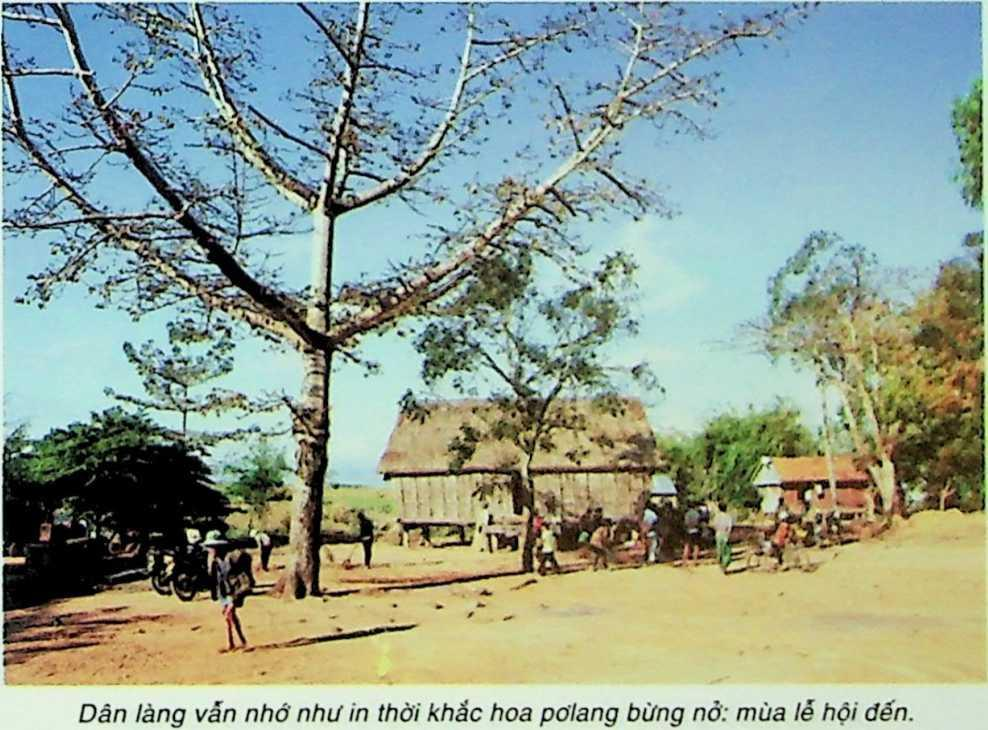 Dân làng vẫn nhớ như in thời khắc hoa pơlang bừng nở: mùa lễ hội đến.